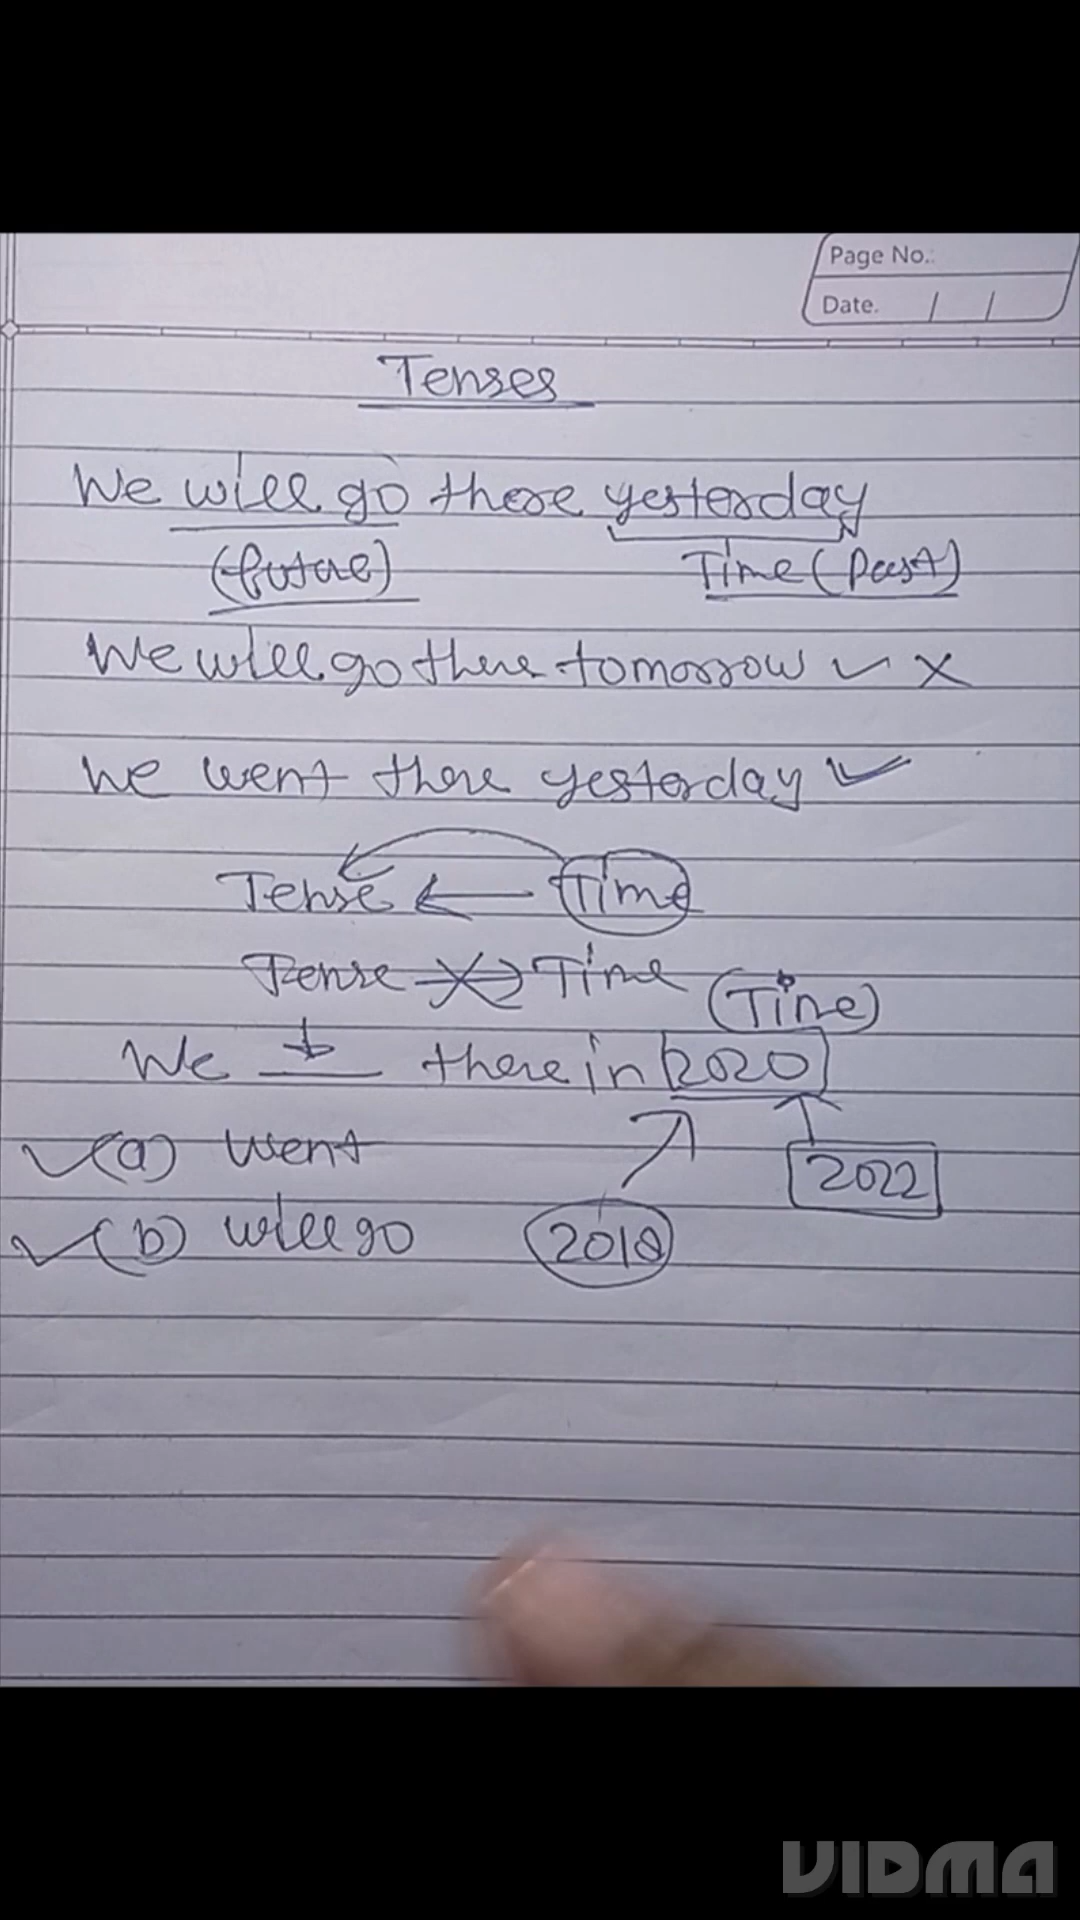 Page No.:
Date. / /
Tenses
We will go there yesterday
(future) Time (Past)
We will go there tomorrow ✓ ✗
We went there yesterday ✓
Tense ← Time
Tense ✗→ Time (Time)
We there in 2020
✓ (a) went 2022
✓ (b) will go 2018
VIDMA